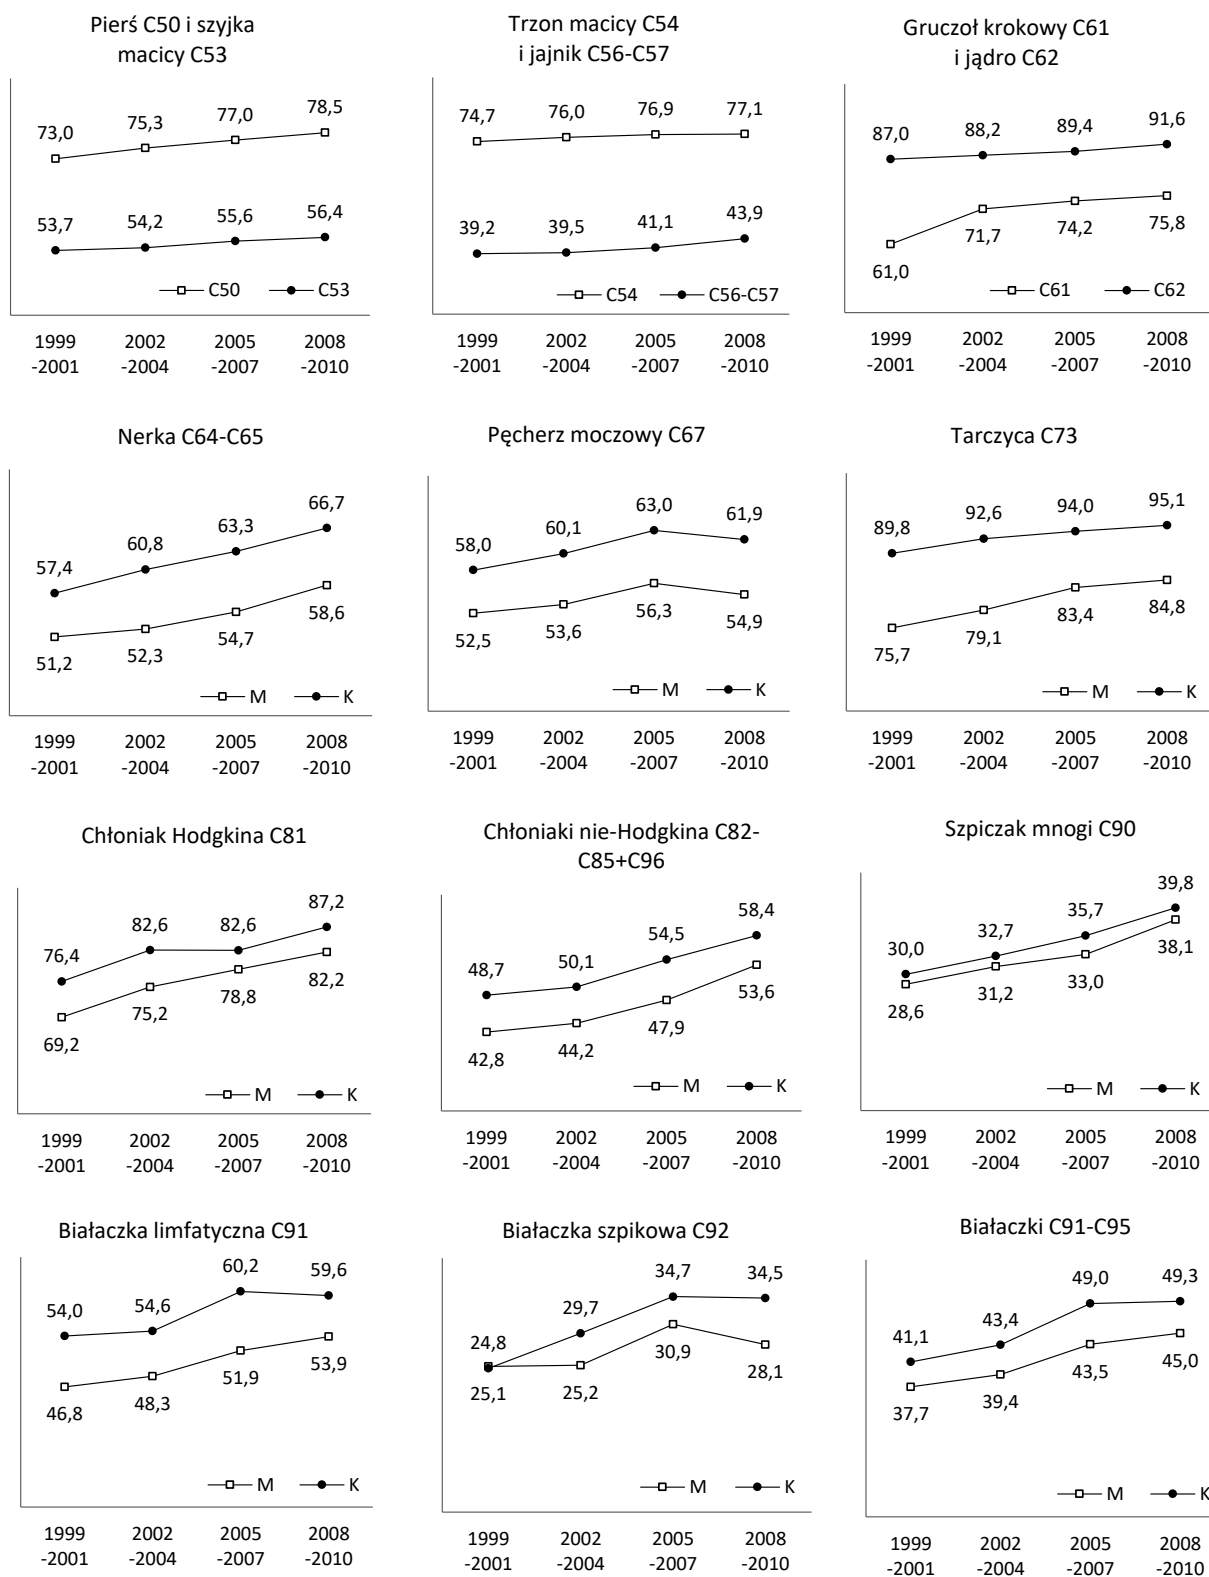 Pierś C50 i szyjka
macicy C53
73,0 75,3 77,0 78,5
53,7 54,2 55,6 56,4
C50 C53
1999 2002 2005 2008
-2001 -2004 -2007 -2010
Trzon macicy C54
i jajnik C56-C57
74,7 76,0 76,9 77,1
39,2 39,5 41,1 43,9
C54 C56-C57
1999 2002 2005 2008
-2001 -2004 -2007 -2010
Gruczoł krokowy C61
i jądro C62
87,0 88,2 89,4 91,6
61,0 71,7 74,2 75,8
C61 C62
1999 2002 2005 2008
-2001 -2004 -2007 -2010
Nerka C64-C65
57,4 60,8 63,3 66,7
51,2 52,3 54,7 58,6
M K
1999 2002 2005 2008
-2001 -2004 -2007 -2010
Pęcherz moczowy C67
58,0 60,1 63,0 61,9
52,5 53,6 56,3 54,9
M K
1999 2002 2005 2008
-2001 -2004 -2007 -2010
Tarczyca C73
89,8 92,6 94,0 95,1
75,7 79,1 83,4 84,8
M K
1999 2002 2005 2008
-2001 -2004 -2007 -2010
Chłoniak Hodgkina C81
76,4 82,6 82,6 87,2
69,2 75,2 78,8 82,2
M K
1999 2002 2005 2008
-2001 -2004 -2007 -2010
Chłoniaki nie-Hodgkina C82-
C85+C96
48,7 50,1 54,5 58,4
42,8 44,2 47,9 53,6
M K
1999 2002 2005 2008
-2001 -2004 -2007 -2010
Szpiczak mnogi C90
30,0 32,7 35,7 39,8
28,6 31,2 33,0 38,1
M K
1999 2002 2005 2008
-2001 -2004 -2007 -2010
Białaczka limfatyczna C91
54,0 54,6 60,2 59,6
46,8 48,3 51,9 53,9
M K
1999 2002 2005 2008
-2001 -2004 -2007 -2010
Białaczka szpikowa C92
24,8 29,7 34,7 34,5
25,1 25,2 30,9 28,1
M K
1999 2002 2005 2008
-2001 -2004 -2007 -2010
Białaczki C91-C95
41,1 43,4 49,0 49,3
37,7 39,4 43,5 45,0
M K
1999 2002 2005 2008
-2001 -2004 -2007 -2010